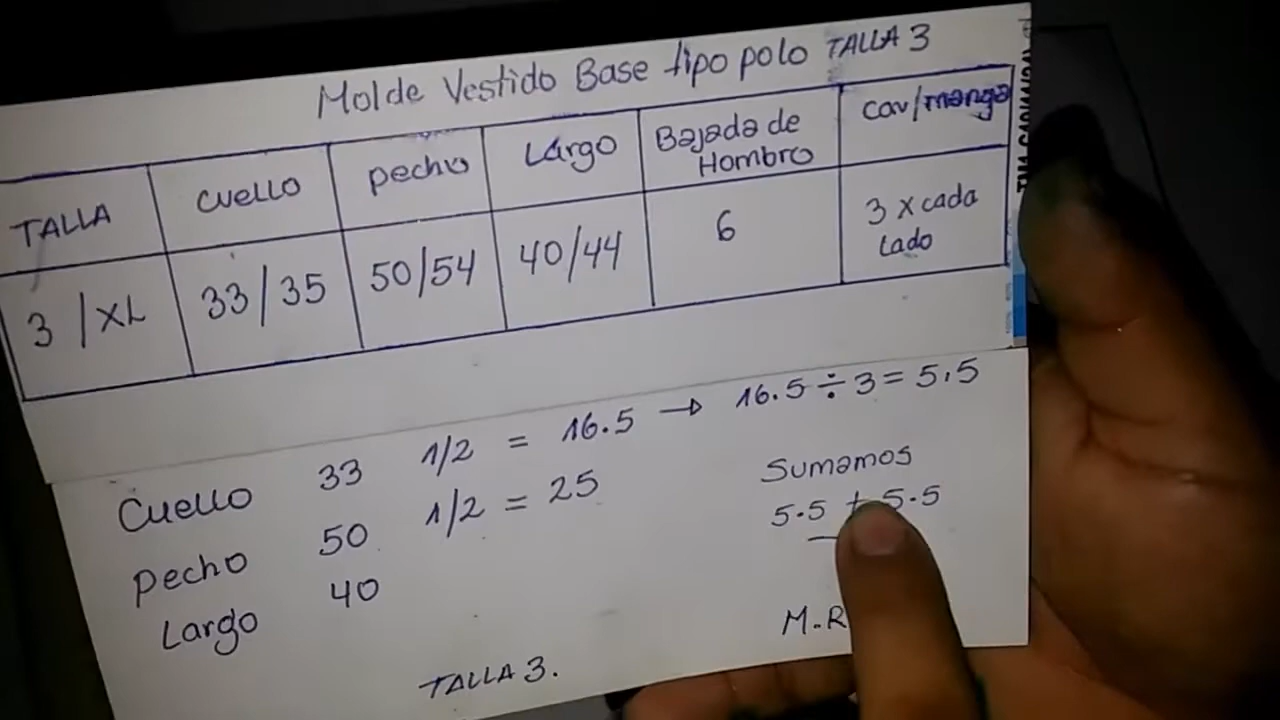 Molde Vestido Base tipo polo TALLA 3
TALLA cuello pecho Largo Bajada de Hombro cav/manga
3/XL 33/35 50/54 40/44 6 3 x cada Lado
Cuello 33 1/2 = 16.5 → 16.5 ÷ 3 = 5.5
pecho 50 1/2 = 25
Largo 40
Sumamos
5.5 + 5.5
M.R
TALLA 3.